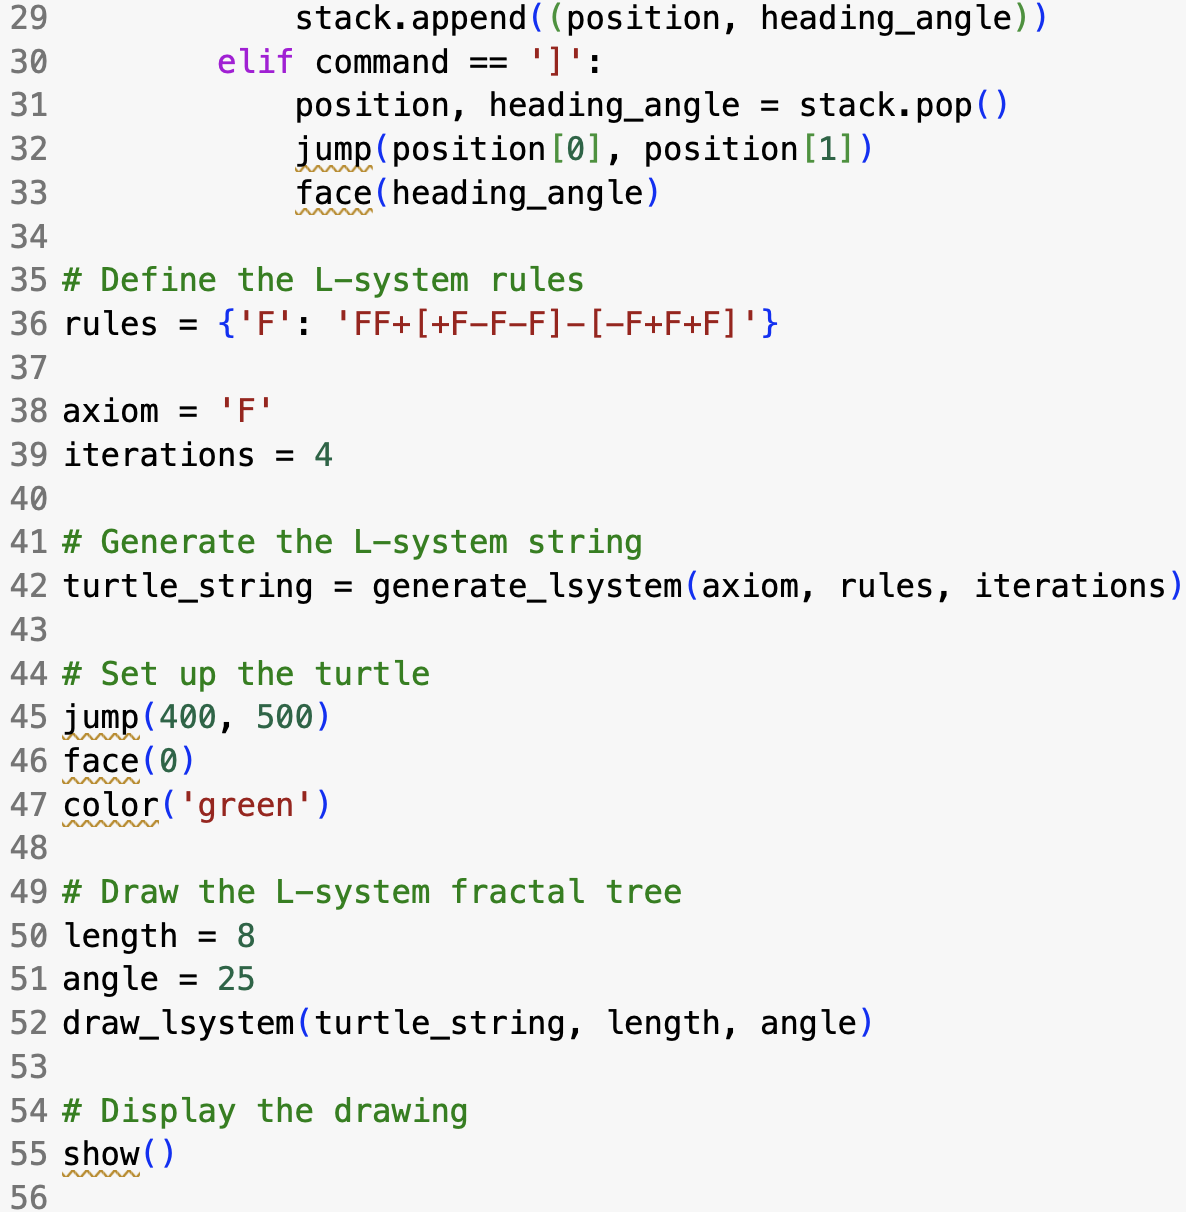 29             stack.append((position, heading_angle))
30         elif command == ']':
31             position, heading_angle = stack.pop()
32             jump(position[0], position[1])
33             face(heading_angle)
34
35 # Define the L-system rules
36 rules = {'F': 'FF+[+F-F-F]-[-F+F+F]'}
37
38 axiom = 'F'
39 iterations = 4
40
41 # Generate the L-system string
42 turtle_string = generate_lsystem(axiom, rules, iterations)
43
44 # Set up the turtle
45 jump(400, 500)
46 face(0)
47 color('green')
48
49 # Draw the L-system fractal tree
50 length = 8
51 angle = 25
52 draw_lsystem(turtle_string, length, angle)
53
54 # Display the drawing
55 show()
56